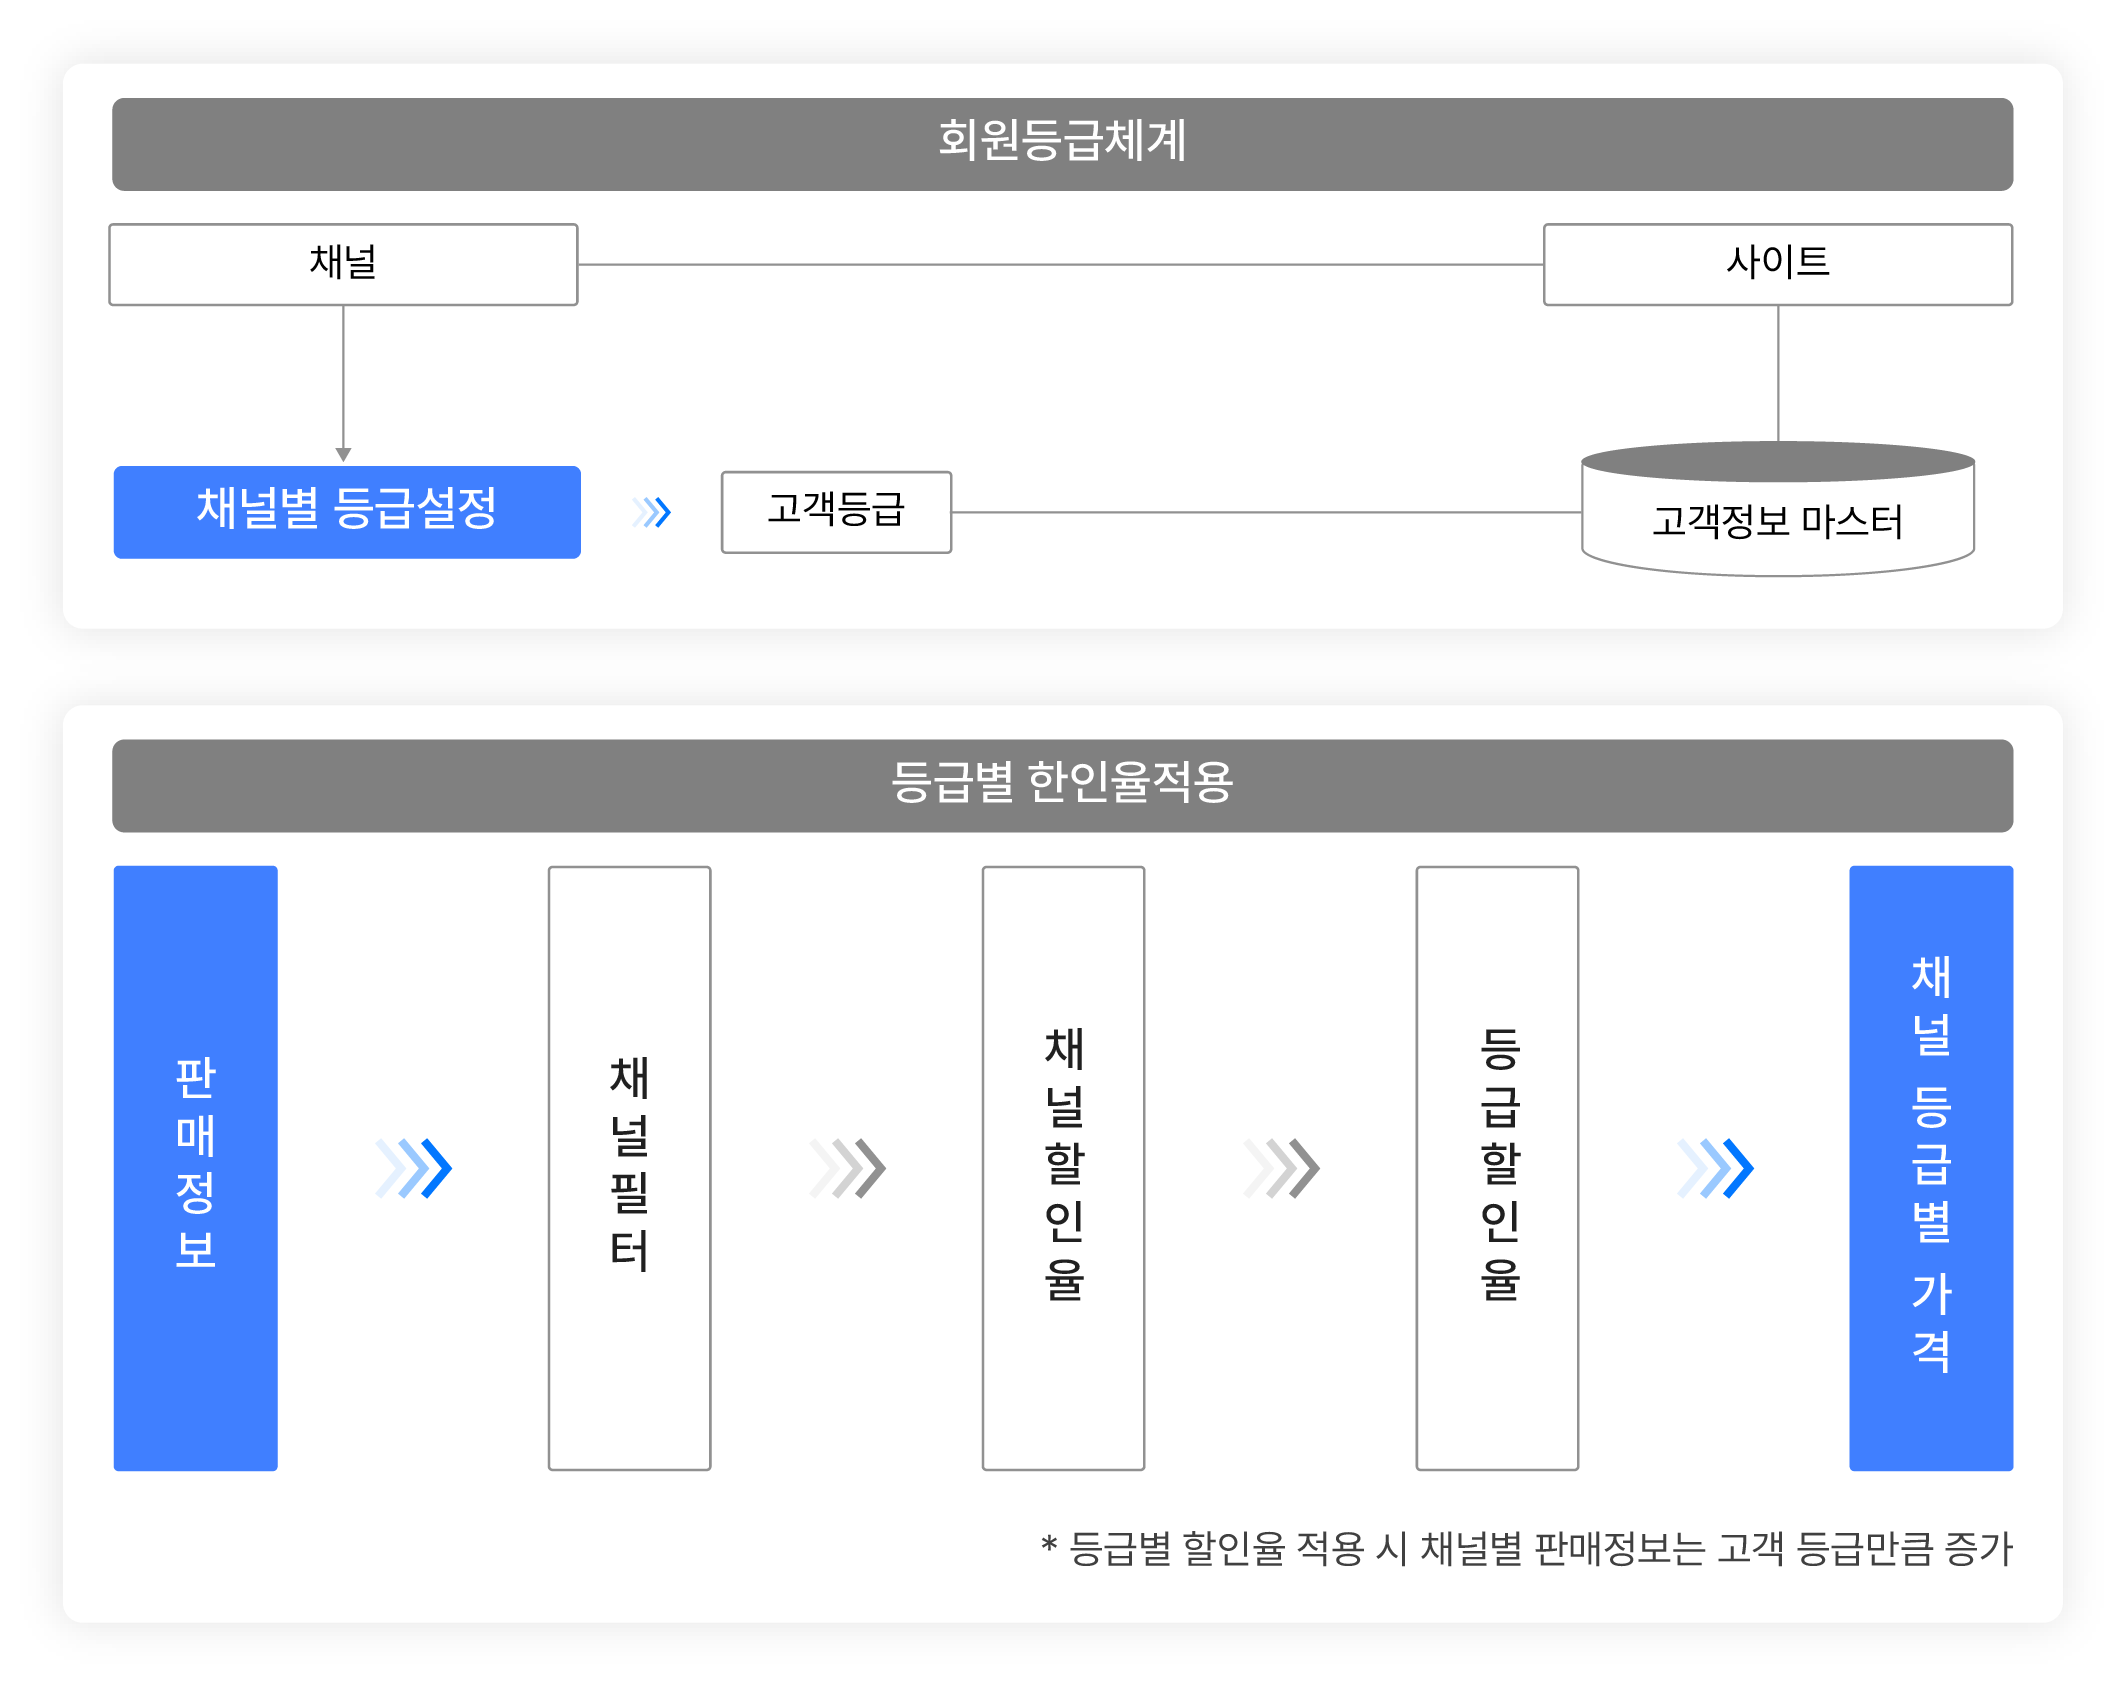 회원등급체계
채널
사이트
채널별 등급설정
고객등급
고객정보 마스터
등급별 한인율적용
판매정보
채널필터
채널할인율
등급할인율
채널 등급별 가격
* 등급별 할인율 적용 시 채널별 판매정보는 고객 등급만큼 증가